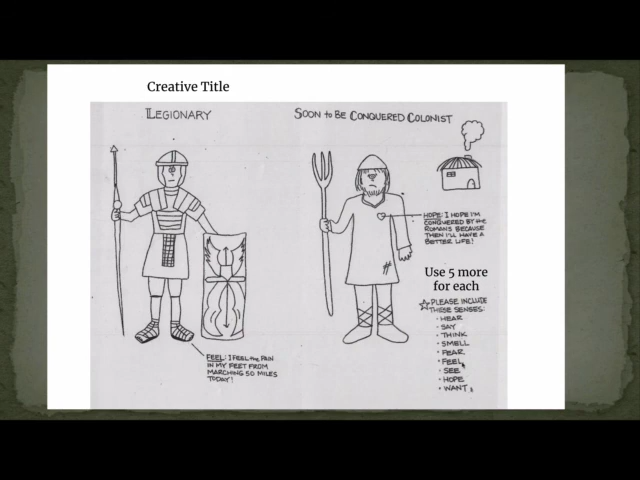 Creative Title
LEGIONARY
SOON to BE CONQUERED COLONIST
HOPE: I HOPE I'M
CONQUERED BY the
ROMANS BECAUSE
THEN I'LL HAVE A
BETTER LIFE!
Use 5 more
for each
PLEASE INCLUDE
THESE SENSES:
· HEAR
· SAY
· THINK
· SMELL
· FEAR
· FEEL
· SEE
· HOPE
· WANT
FEEL: I FEEL the PAIN
IN MY FEET FROM
MARCHING 50 MILES
TODAY!